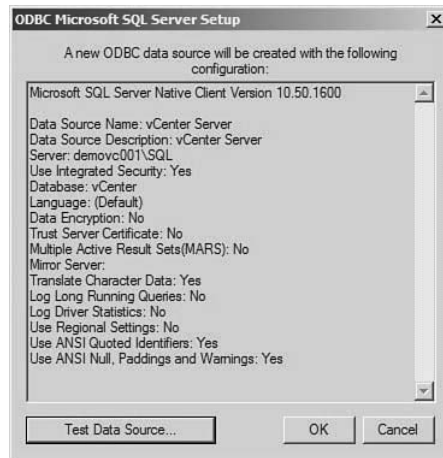 ODBC Microsoft SQL Server Setup
X
A new ODBC data source will be created with the following
configuration:
Microsoft SQL Server Native Client Version 10.50.1600
Data Source Name: vCenter Server
Data Source Description: vCenter Server
Server: demovc001\SQL
Use Integrated Security: Yes
Database: vCenter
Language: (Default)
Data Encryption: No
Trust Server Certificate: No
Multiple Active Result Sets(MARS): No
Mirror Server:
Translate Character Data: Yes
Log Long Running Queries: No
Log Driver Statistics: No
Use Regional Settings: No
Use ANSI Quoted Identifiers: Yes
Use ANSI Null, Paddings and Warnings: Yes
Test Data Source... OK Cancel